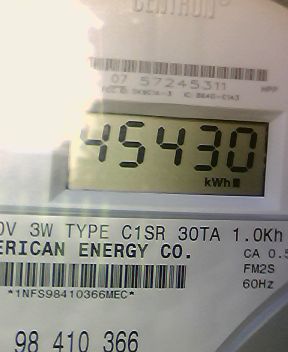 CENTRON®
07 57245311
45430
kWh
0V 3W TYPE C1SR 30TA 1.0Kh
ERICAN ENERGY CO.
CA 0.5
FM2S
60Hz
*1NFS98410366MEC*
98 410 366